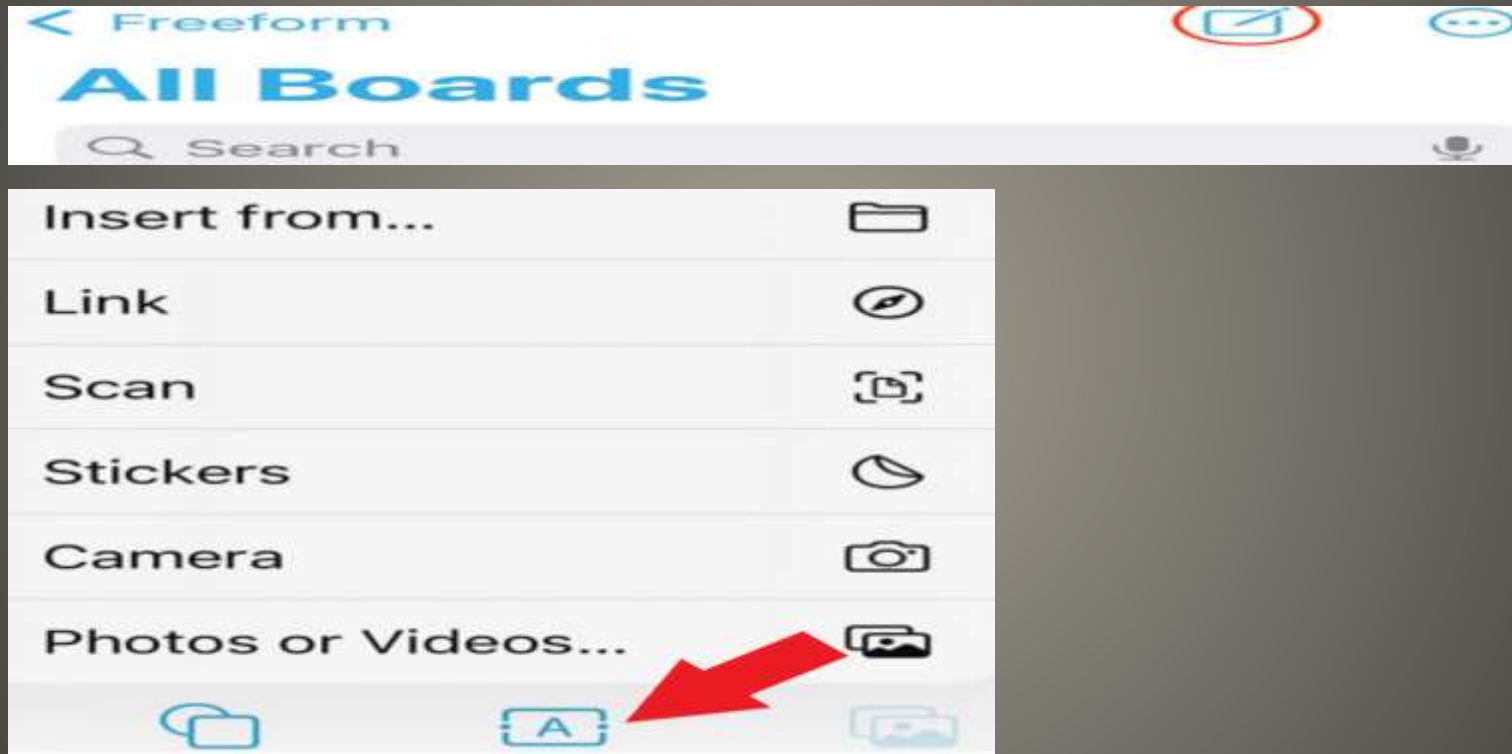 Freeform
All Boards
Search
Insert from...
Link
Scan
Stickers
Camera
Photos or Videos...
A